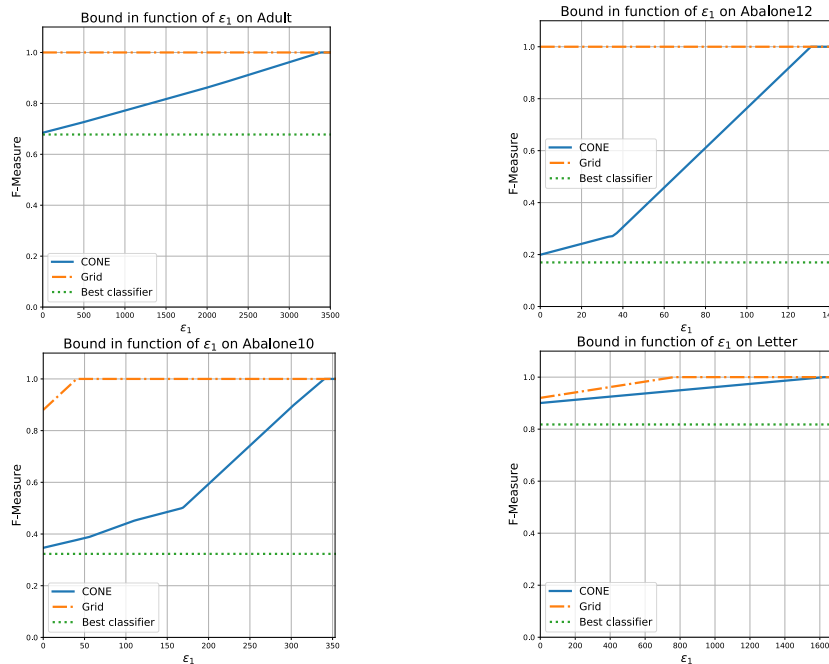 Bound in function of ε₁ on Adult
F-Measure
1.0
0.8
0.6
0.4
0.2
0.0
CONE
Grid
Best classifier
0 500 1000 1500 2000 2500 3000 3500
ε₁
Bound in function of ε₁ on Abalone12
F-Measure
1.0
0.8
0.6
0.4
0.2
0.0
CONE
Grid
Best classifier
0 20 40 60 80 100 120 14
ε₁
Bound in function of ε₁ on Abalone10
F-Measure
1.0
0.8
0.6
0.4
0.2
0.0
CONE
Grid
Best classifier
0 50 100 150 200 250 300 350
ε₁
Bound in function of ε₁ on Letter
F-Measure
1.0
0.8
0.6
0.4
0.2
0.0
CONE
Grid
Best classifier
0 200 400 600 800 1000 1200 1400 1600
ε₁